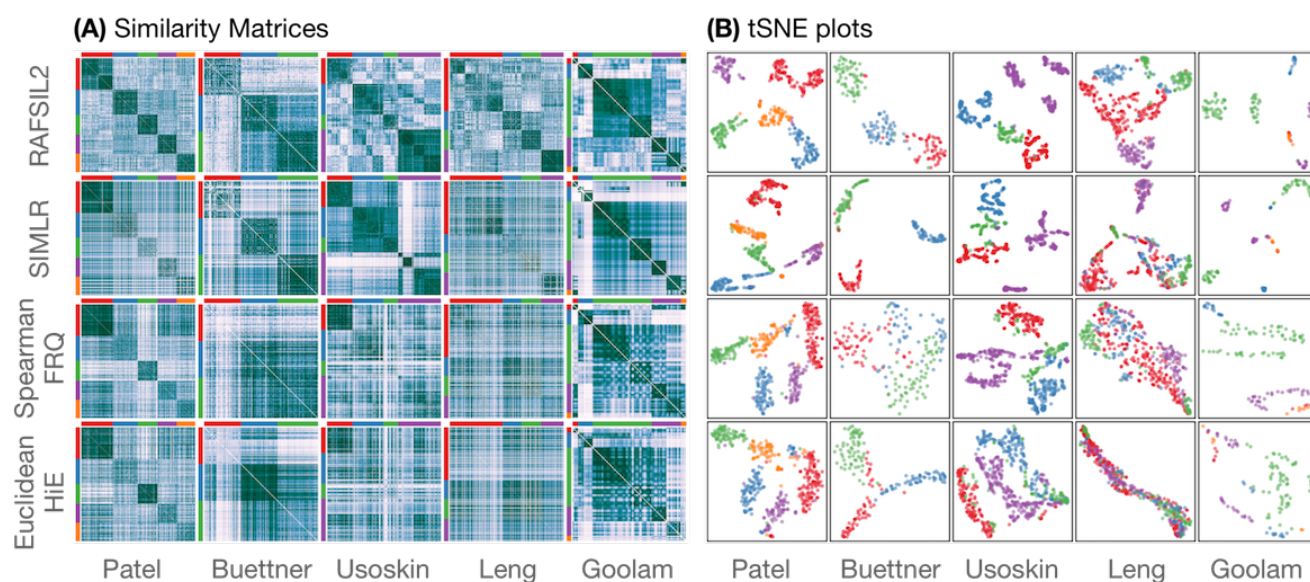 (A) Similarity Matrices
(B) tSNE plots
RAFSIL2
SIMLR
Spearman
FRQ
Euclidean
HiE
Patel Buettner Usoskin Leng Goolam
Patel Buettner Usoskin Leng Goolam